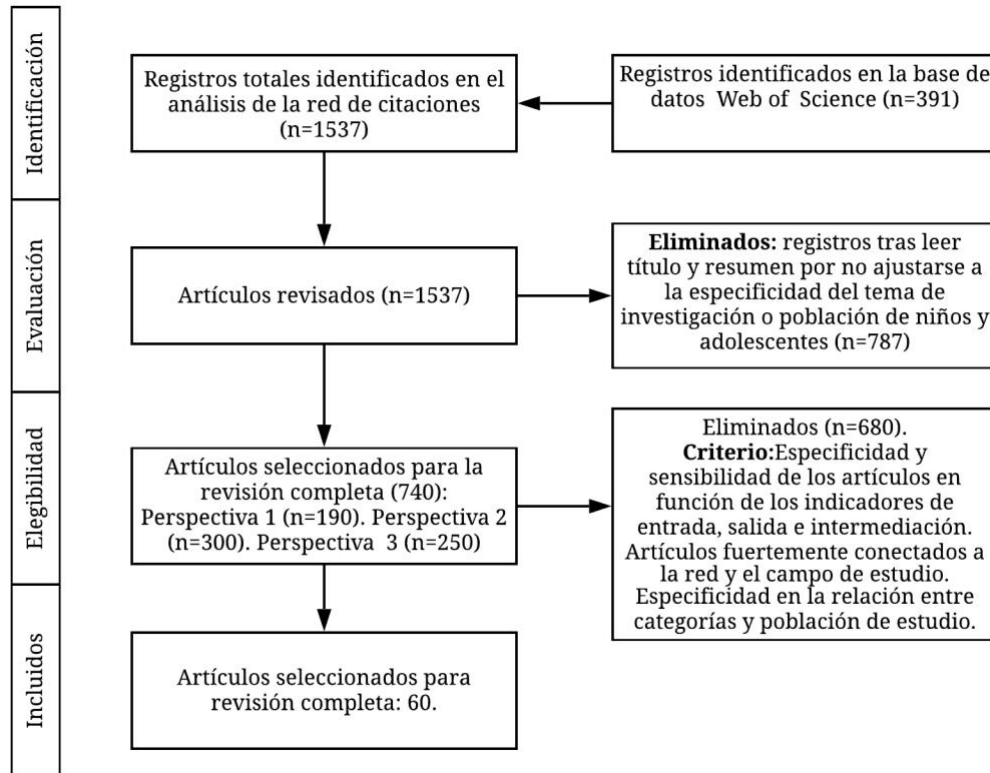 Identificación
Registros totales identificados en el
análisis de la red de citaciones
(n=1537)
Registros identificados en la base de
datos Web of Science (n=391)
Evaluación
Artículos revisados (n=1537)
Eliminados: registros tras leer
título y resumen por no ajustarse a
la especificidad del tema de
investigación o población de niños y
adolescentes (n=787)
Elegibilidad
Artículos seleccionados para la
revisión completa (740):
Perspectiva 1 (n=190). Perspectiva 2
(n=300). Perspectiva 3 (n=250)
Eliminados (n=680).
Criterio:Especificidad y
sensibilidad de los artículos en
función de los indicadores de
entrada, salida e intermediación.
Artículos fuertemente conectados a
la red y el campo de estudio.
Especificidad en la relación entre
categorías y población de estudio.
Incluidos
Artículos seleccionados para
revisión completa: 60.